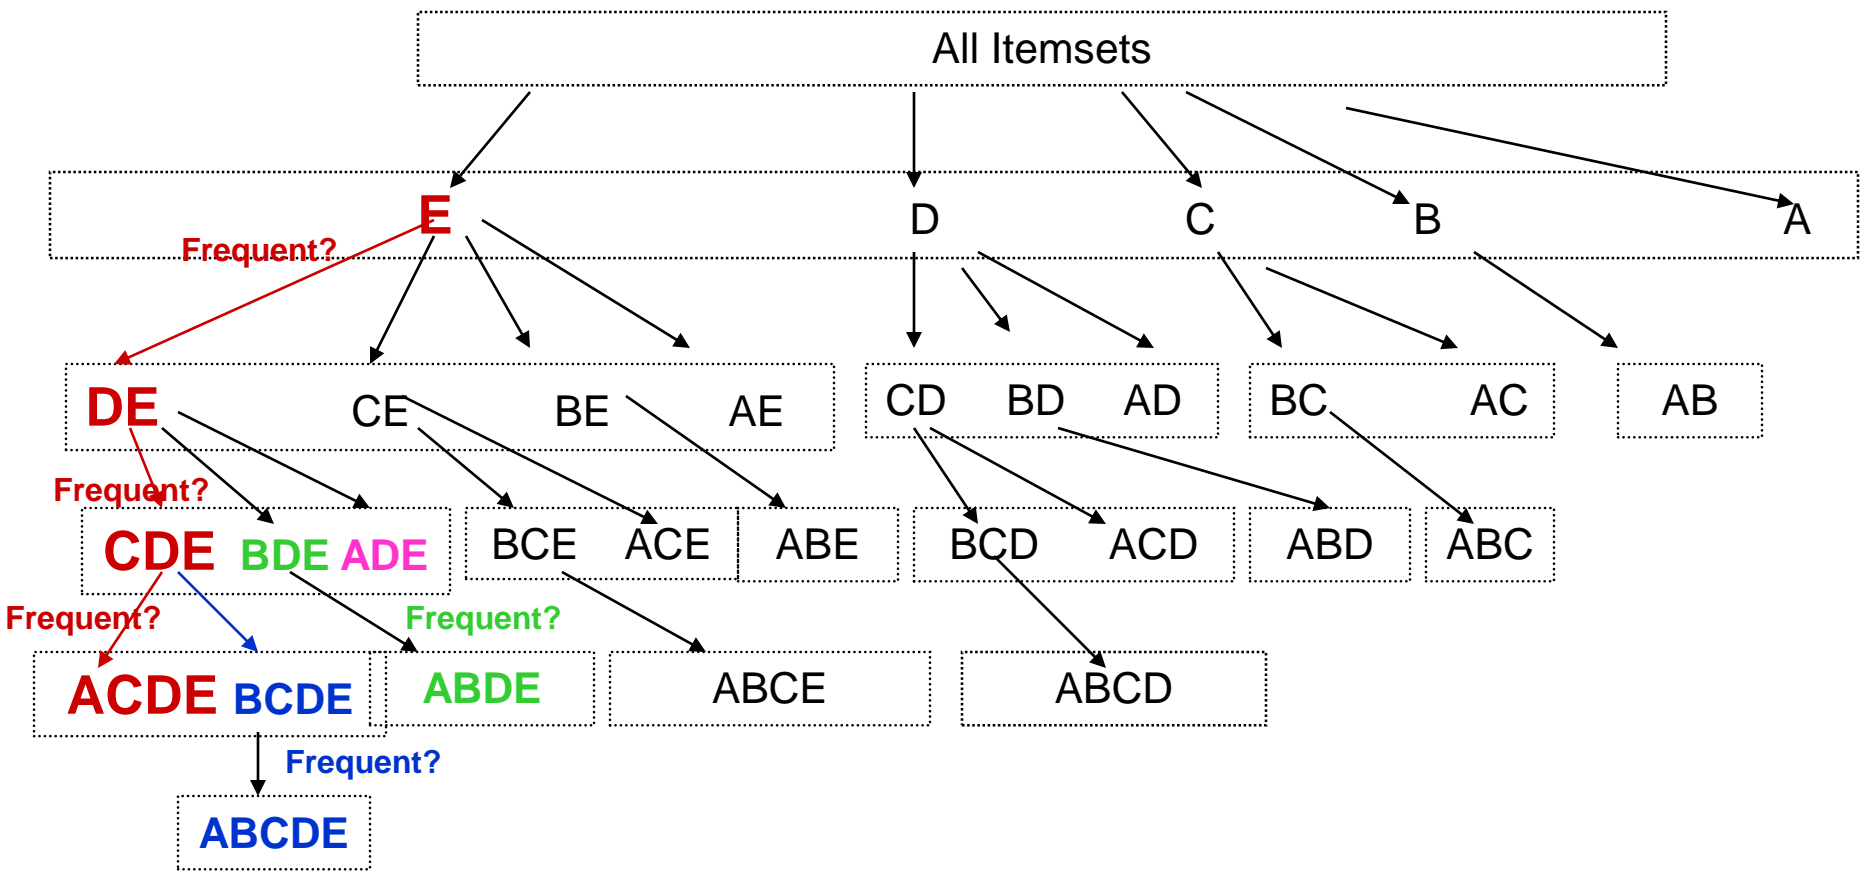 All Itemsets
E D C B A
Frequent?
DE CE BE AE CD BD AD BC AC AB
Frequent?
CDE BDE ADE BCE ACE ABE BCD ACD ABD ABC
Frequent? Frequent?
ACDE BCDE ABDE ABCE ABCD
Frequent?
ABCDE